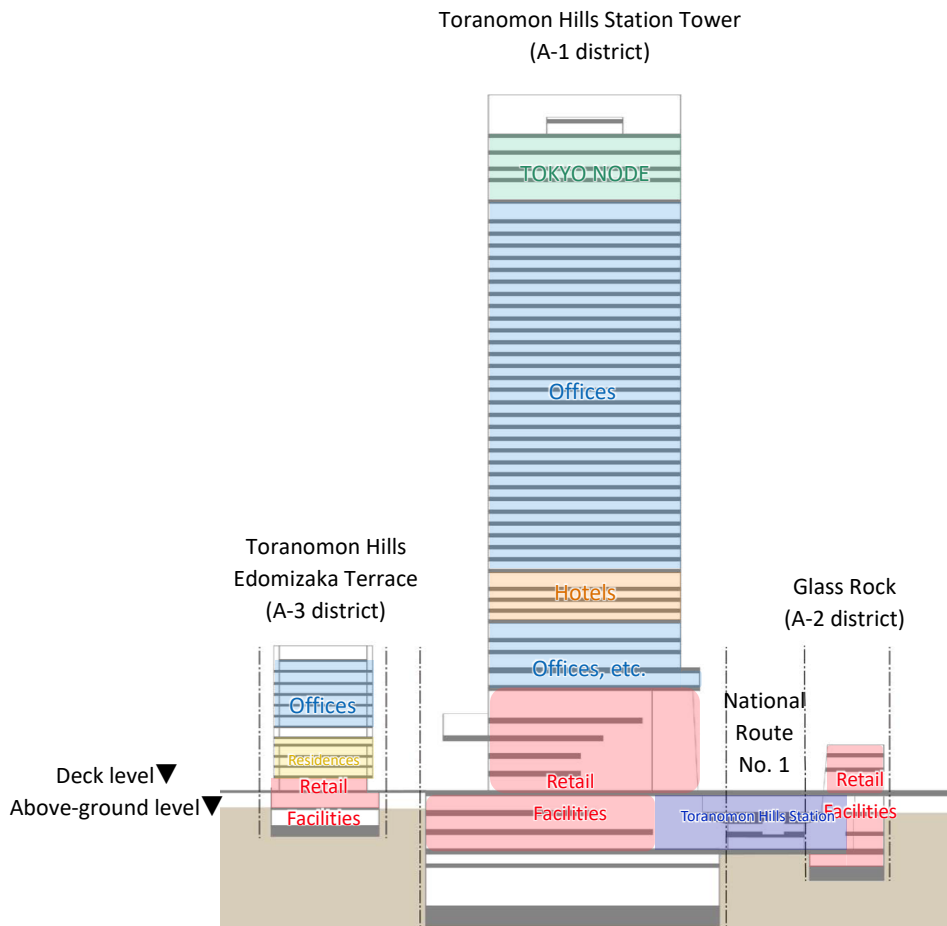 Toranomon Hills Station Tower
(A-1 district)
TOKYO NODE
Offices
Hotels
Offices, etc.
Toranomon Hills
Edomizaka Terrace
(A-3 district)
Offices
Residences
Retail
Facilities
Glass Rock
(A-2 district)
National
Route
No. 1
Retail
Facilities
Toranomon Hills Station
Retail
Facilities
Deck level▼
Above-ground level▼